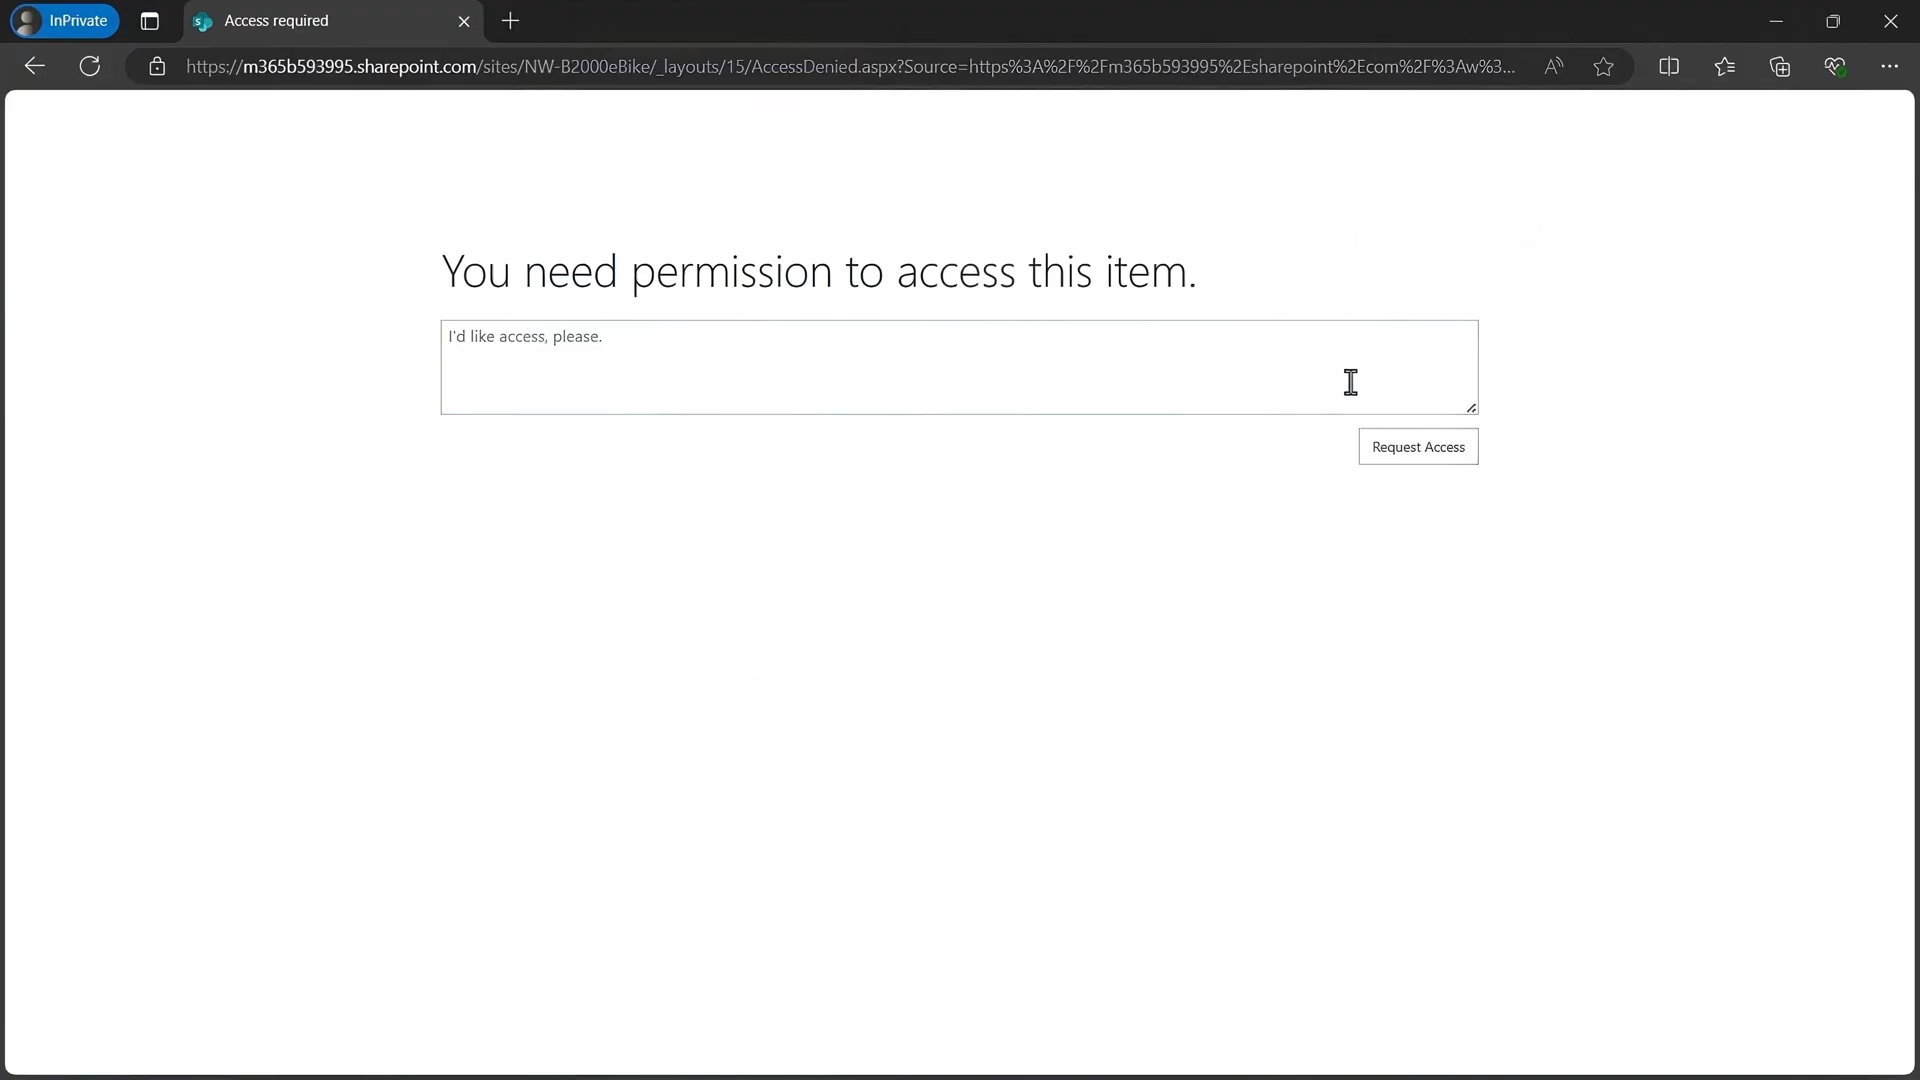 InPrivate
Access required
https://m365b593995.sharepoint.com/sites/NW-B2000eBike/_layouts/15/AccessDenied.aspx?Source=https%3A%2F%2Fm365b593995%2Esharepoint%2Ecom%2F%3Aw%3...
You need permission to access this item.
I'd like access, please.
Request Access